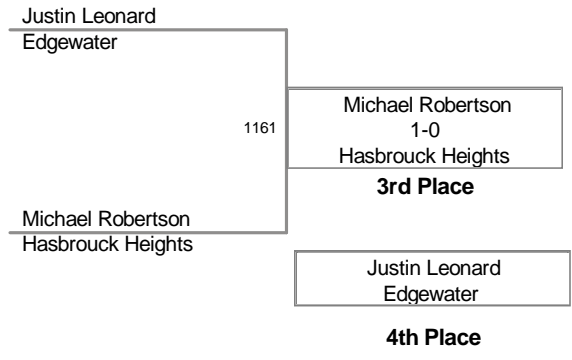 Justin Leonard
Edgewater
1161
Michael Robertson
1-0
Hasbrouck Heights
3rd Place
Michael Robertson
Hasbrouck Heights
Justin Leonard
Edgewater
4th Place